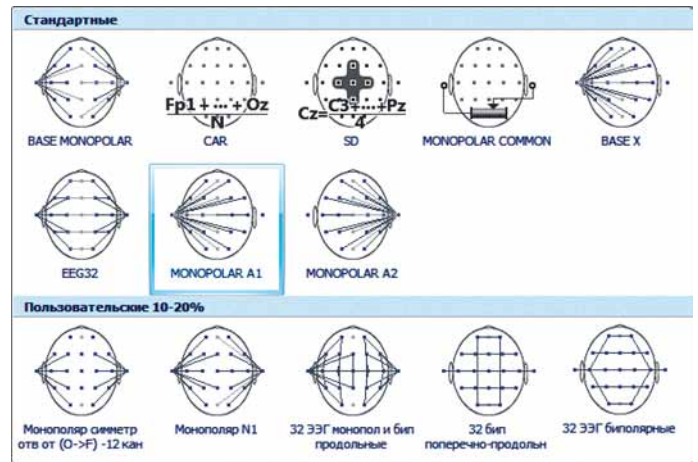 Стандартные
Fp1 + ... + Oz
N
Cz= C3+...+Pz
4
BASE MONOPOLAR
CAR
SD
MONOPOLAR COMMON
BASE X
EEG32
MONOPOLAR A1
MONOPOLAR A2
Пользовательские 10-20%
Монополяр симметр
отв от (O->F) -12 кан
Монополяр N1
32 ЭЭГ монопол и бип
продольные
32 бип
поперечно-продольн
32 ЭЭГ биполярные